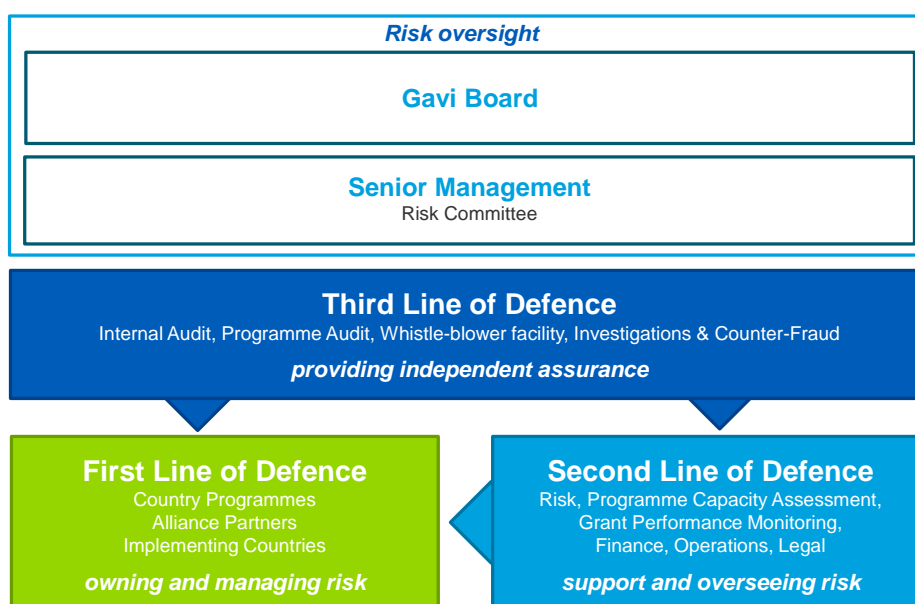 Risk oversight
Gavi Board
Senior Management
Risk Committee
Third Line of Defence
Internal Audit, Programme Audit, Whistle-blower facility, Investigations & Counter-Fraud
providing independent assurance
First Line of Defence
Country Programmes
Alliance Partners
Implementing Countries
owning and managing risk
Second Line of Defence
Risk, Programme Capacity Assessment,
Grant Performance Monitoring,
Finance, Operations, Legal
support and overseeing risk